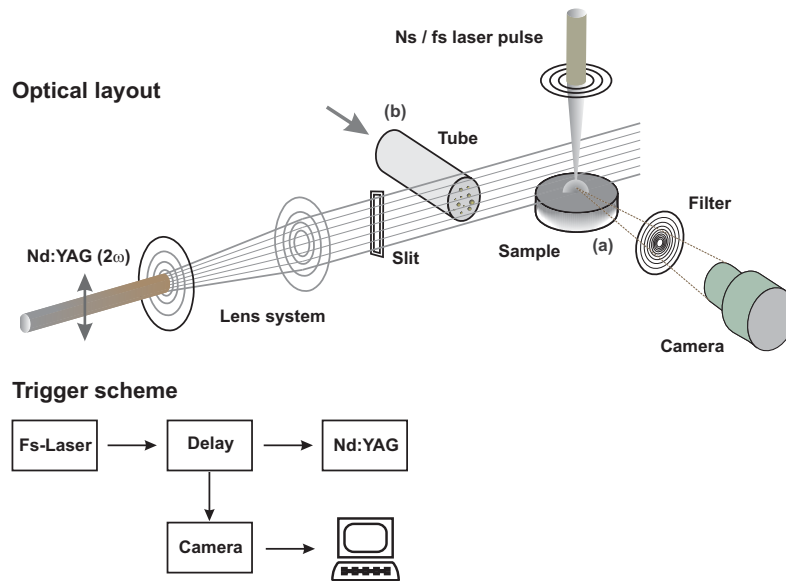 Ns / fs laser pulse
Optical layout
(b)
Tube
Filter
Nd:YAG (2ω)
Slit
Sample
(a)
Lens system
Camera
Trigger scheme
Fs-Laser
Delay
Nd:YAG
Camera